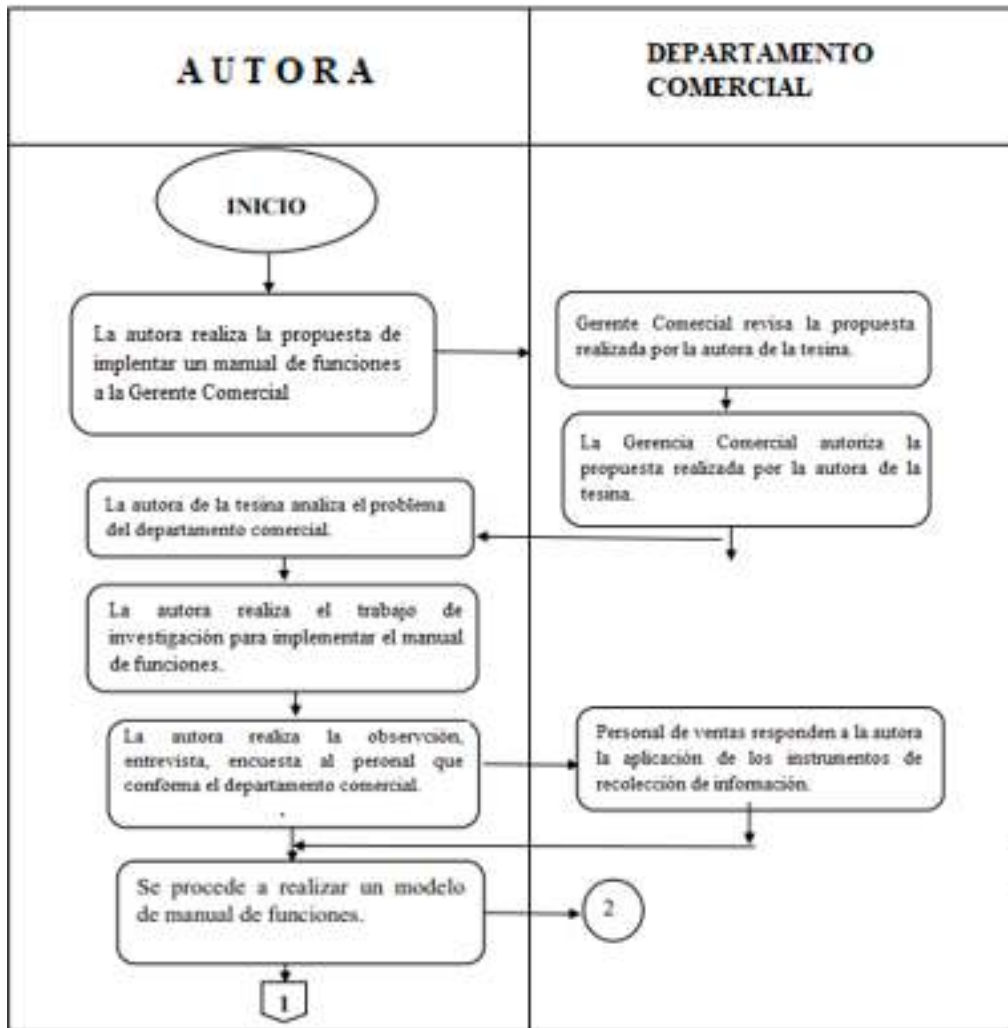 AUTORA
DEPARTAMENTO
COMERCIAL
INICIO
La autora realiza la propuesta de
implentar un manual de funciones
a la Gerente Comercial
Gerente Comercial revisa la propuesta
realizada por la autora de la tesina.
La Gerencia Comercial autoriza la
propuesta realizada por la autora de la
tesina.
La autora de la tesina analiza el problema
del departamento comercial.
La autora realiza el trabajo de
investigación para implementar el manual
de funciones.
La autora realiza la observción,
entrevista, encuesta al peronal que
conforma el departamento comercial.
.
Personal de ventas responden a la autora
la aplicación de los instrumentos de
recolección de información.
Se procede a realizar un modelo
de manual de funciones.
2
1